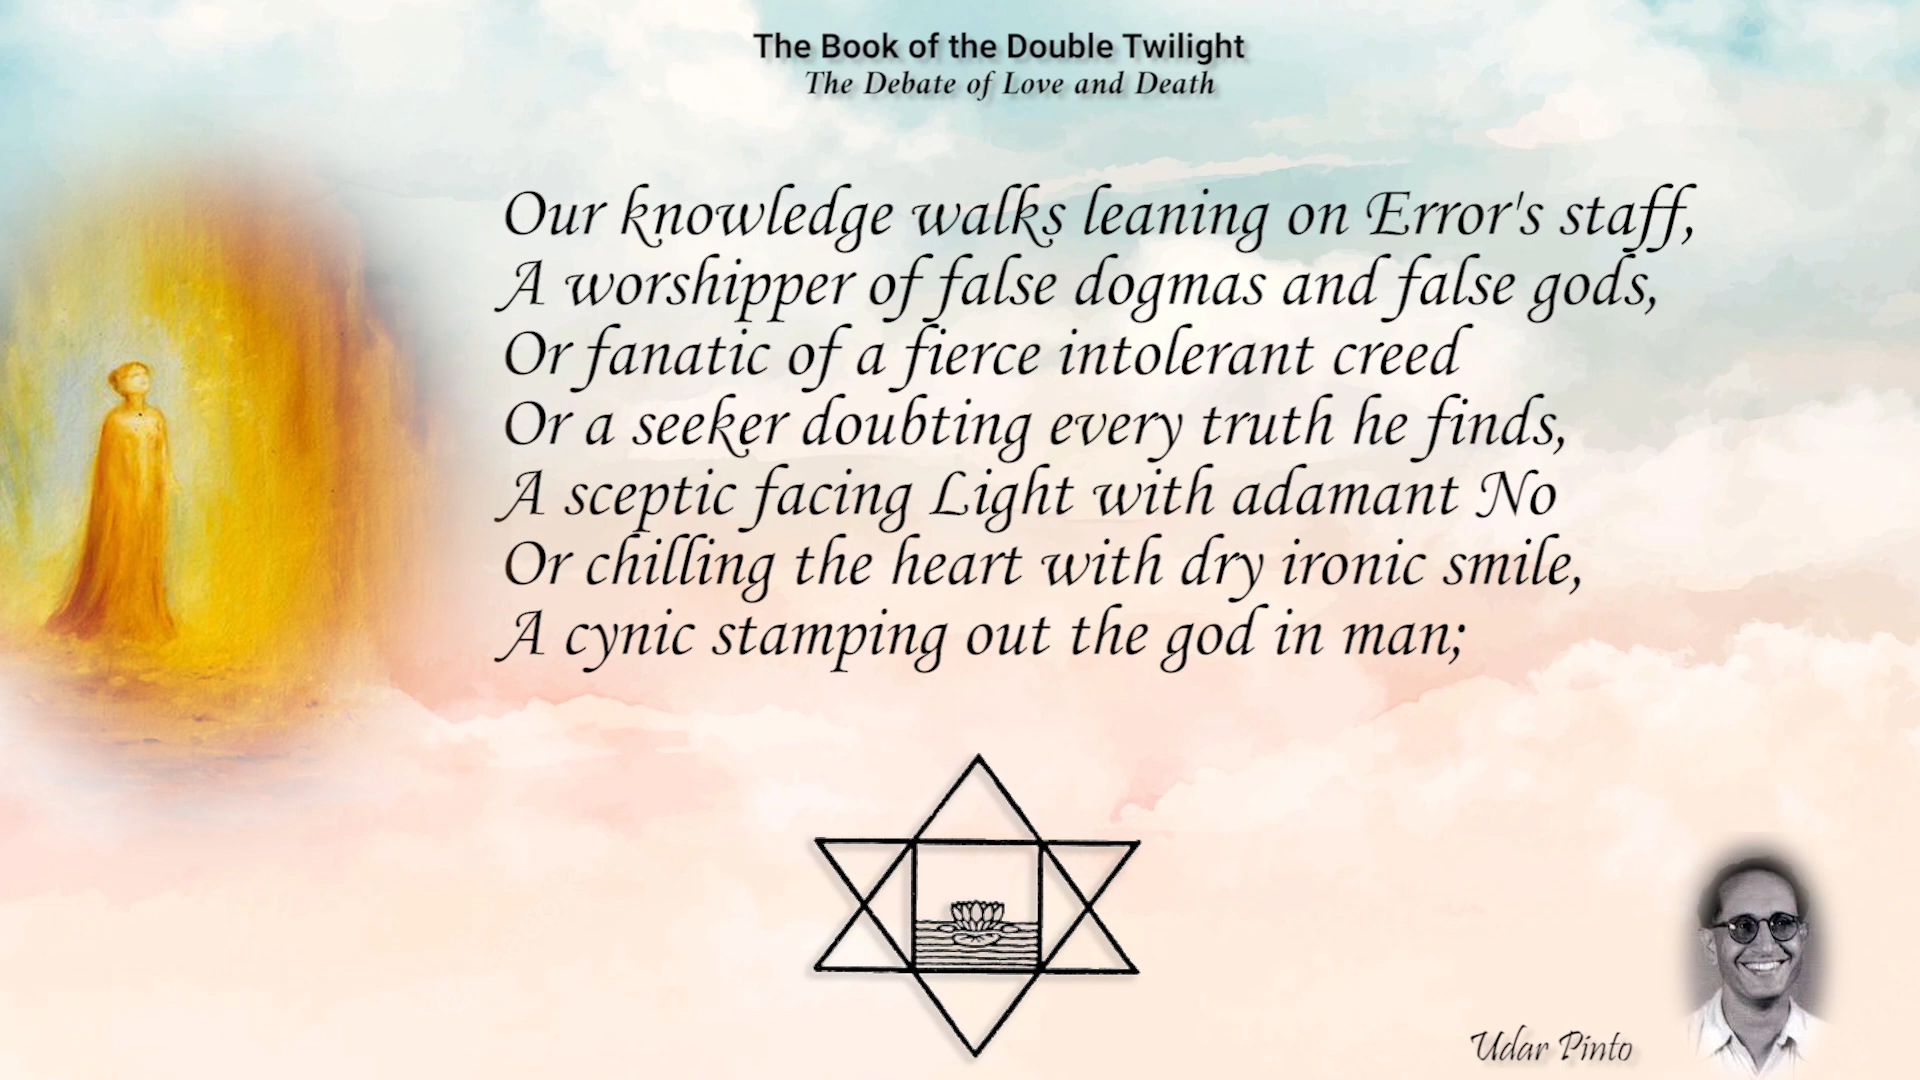 The Book of the Double Twilight
The Debate of Love and Death
Our knowledge walks leaning on Error's staff,
A worshipper of false dogmas and false gods,
Or fanatic of a fierce intolerant creed
Or a seeker doubting every truth he finds,
A sceptic facing Light with adamant No
Or chilling the heart with dry ironic smile,
A cynic stamping out the god in man;
Udar Pinto